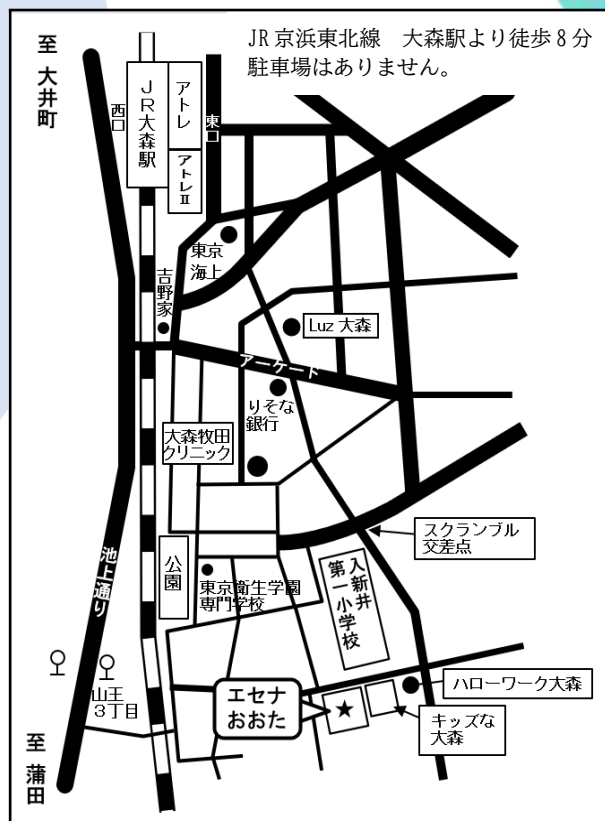 JR京浜東北線 大森駅より徒歩8分
駐車場はありません。
至 大井町
西口
JR大森駅
アトレ
アトレⅡ
東口
東京
海上
吉野家
Luz 大森
アーケード
りそな
銀行
大森牧田
クリニック
スクランブル
交差点
池上通り
公園
東京衛生学園
専門学校
入新井
第一小学校
山王
3丁目
エセナ
おおた
★
ハローワーク大森
キッズな
大森
至 蒲田